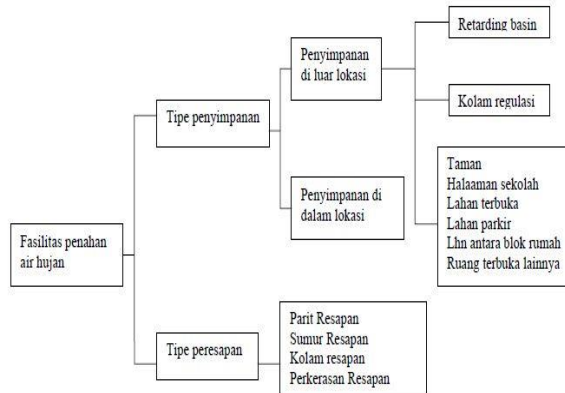 Fasilitas penahan
air hujan
Tipe penyimpanan
Penyimpanan
di luar lokasi
Retarding basin
Kolam regulasi
Taman
Halaaman sekolah
Lahan terbuka
Lahan parkir
Lhn antara blok rumah
Ruang terbuka lainnya
Penyimpanan di
dalam lokasi
Tipe peresapan
Parit Resapan
Sumur Resapan
Kolam resapan
Perkerasan Resapan